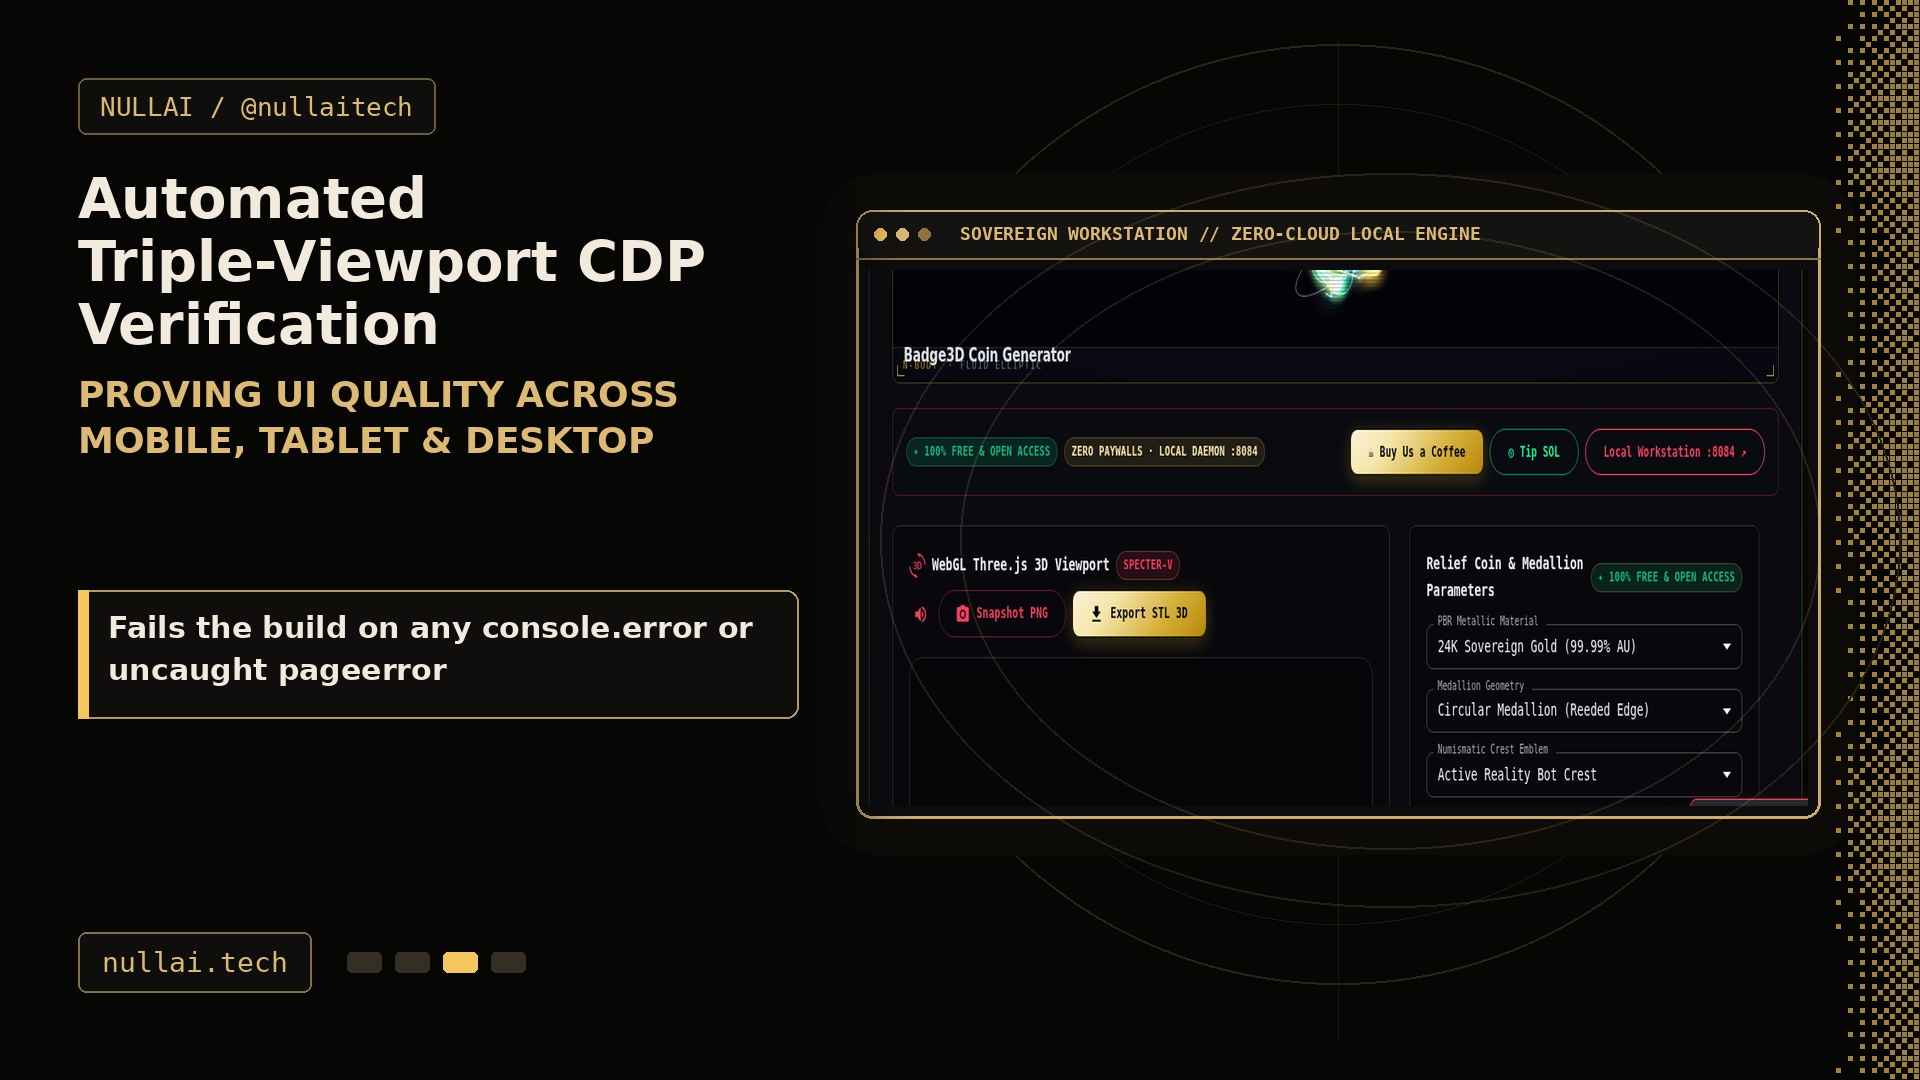 NULLAI / @nullaitech
Automated
Triple-Viewport CDP
Verification
PROVING UI QUALITY ACROSS
MOBILE, TABLET & DESKTOP
Fails the build on any console.error or
uncaught pageerror
nullai.tech
SOVEREIGN WORKSTATION // ZERO-CLOUD LOCAL ENGINE
Badge3D Coin Generator
N-BODY · FLUID ELLIPTIC
100% FREE & OPEN ACCESS
ZERO PAYWALLS · LOCAL DAEMON :8084
Buy Us a Coffee
◎ Tip SOL
Local Workstation :8084 ↗
3D
WebGL Three.js 3D Viewport
SPECTER-V
Snapshot PNG
Export STL 3D
Relief Coin & Medallion
Parameters
100% FREE & OPEN ACCESS
PBR Metallic Material
24K Sovereign Gold (99.99% AU)
Medallion Geometry
Circular Medallion (Reeded Edge)
Numismatic Crest Emblem
Active Reality Bot Crest